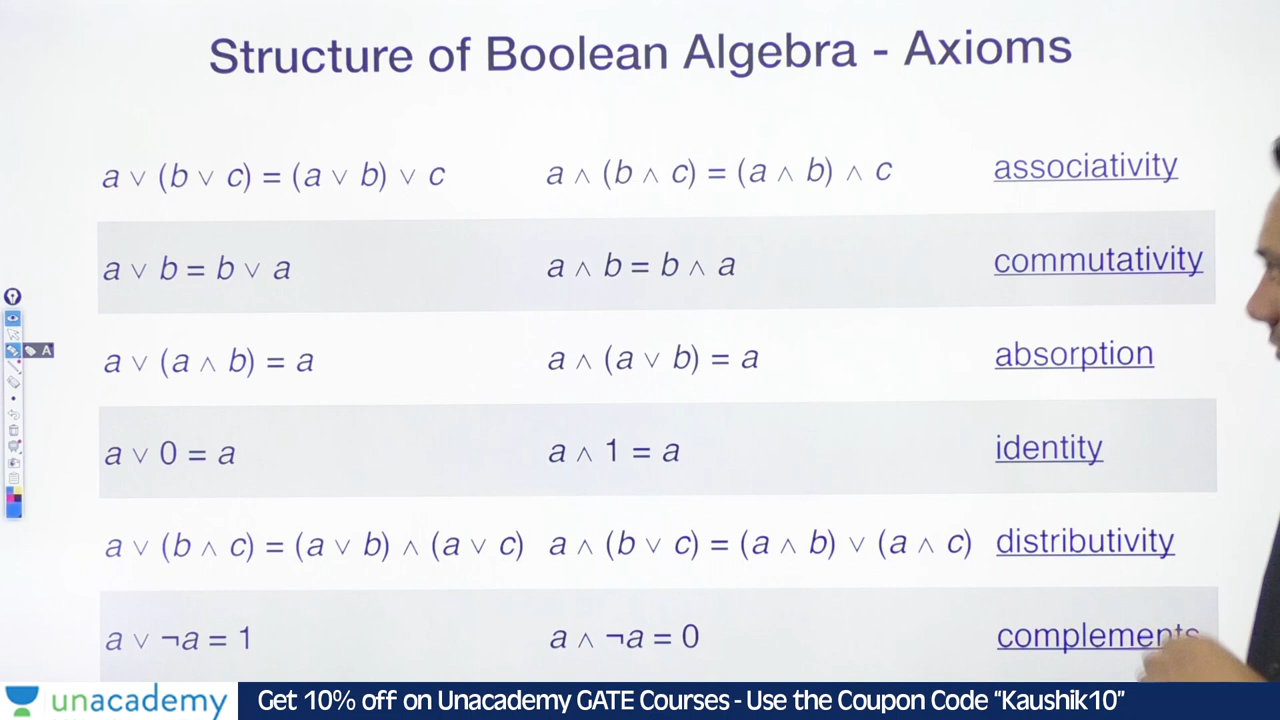 Structure of Boolean Algebra - Axioms
a ∨ (b ∨ c) = (a ∨ b) ∨ c a ∧ (b ∧ c) = (a ∧ b) ∧ c associativity
a ∨ b = b ∨ a a ∧ b = b ∧ a commutativity
a ∨ (a ∧ b) = a a ∧ (a ∨ b) = a absorption
A
a ∨ 0 = a a ∧ 1 = a identity
a ∨ (b ∧ c) = (a ∨ b) ∧ (a ∨ c) a ∧ (b ∨ c) = (a ∧ b) ∨ (a ∧ c) distributivity
a ∨ ¬a = 1 a ∧ ¬a = 0 complements
unacademy Get 10% off on Unacademy GATE Courses - Use the Coupon Code "Kaushik10"